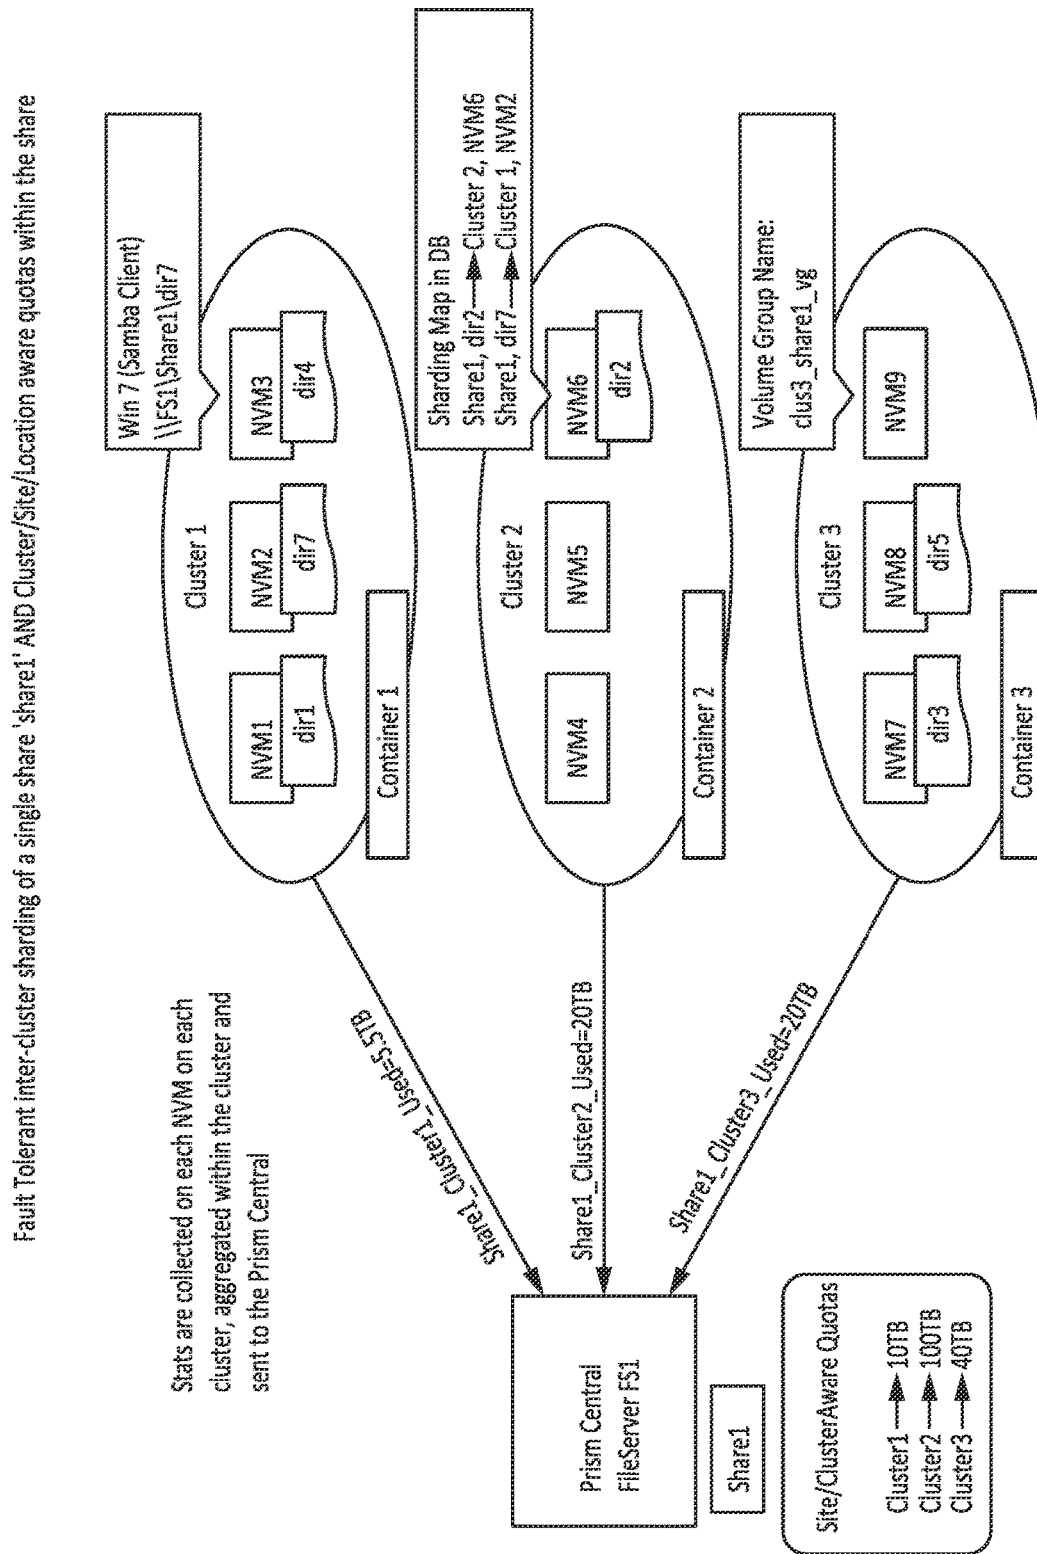 Fault Tolerant inter-cluster sharding of a single share 'share1' AND Cluster/Site/Location aware quotas within the share
Stats are collected on each NVM on each
cluster, aggregated within the cluster and
sent to the Prism Central
Prism Central
FileServer FS1
Share1
Site/ClusterAware Quotas
Cluster1 10TB
Cluster2 100TB
Cluster3 40TB
Share1_Cluster1_Used=5.5TB
Share1_Cluster2_Used=20TB
Share1_Cluster3_Used=20TB
Win 7 (Samba Client)
\\FS1\Share1\dir7
Cluster 1
NVM1
dir1
NVM2
dir7
NVM3
dir4
Container 1
Sharding Map in DB
Share1, dir2 Cluster 2, NVM6
Share1, dir7 Cluster 1, NVM2
Cluster 2
NVM4
NVM5
NVM6
dir2
Container 2
Volume Group Name:
clus3_share1_vg
Cluster 3
NVM7
dir3
NVM8
dir5
NVM9
Container 3